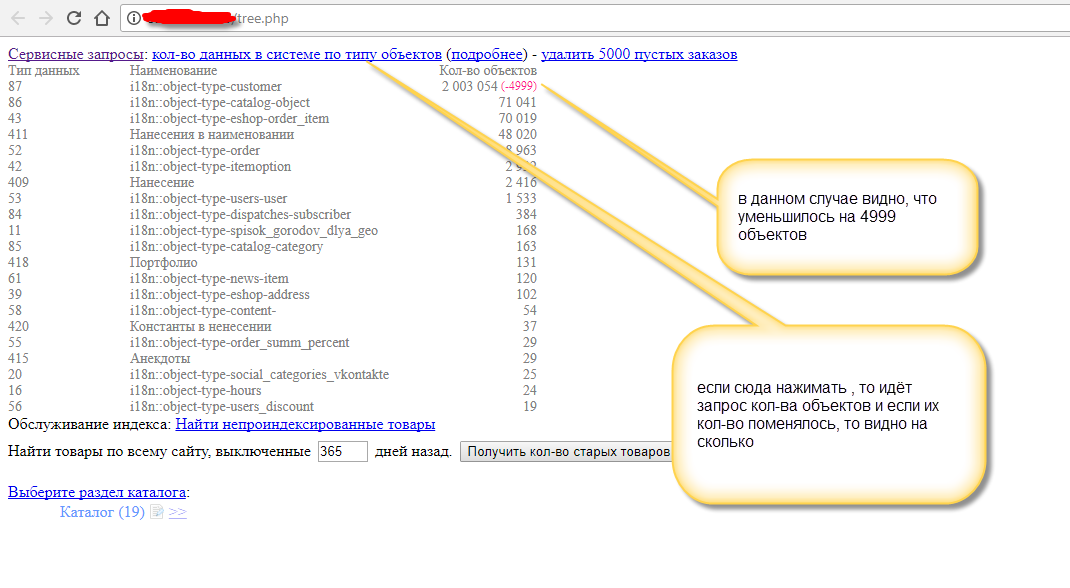 /tree.php
Сервисные запросы: кол-во данных в системе по типу объектов (подробнее) - удалить 5000 пустых заказов
Тип данных Наименование Кол-во объектов
87 i18n::object-type-customer 2 003 054 (-4999)
86 i18n::object-type-catalog-object 71 041
43 i18n::object-type-eshop-order_item 70 019
411 Нанесения в наименовании 48 020
52 i18n::object-type-order 8 963
42 i18n::object-type-itemoption
409 Нанесение 2 416
53 i18n::object-type-users-user 1 533
84 i18n::object-type-dispatches-subscriber 384
11 i18n::object-type-spisok_gorodov_dlya_geo 168
85 i18n::object-type-catalog-category 163
418 Портфолио 131
61 i18n::object-type-news-item 120
39 i18n::object-type-eshop-address 102
58 i18n::object-type-content- 54
420 Константы в ненесении 37
55 i18n::object-type-order_summ_percent 29
415 Анекдоты 29
20 i18n::object-type-social_categories_vkontakte 25
16 i18n::object-type-hours 24
56 i18n::object-type-users_discount 19
Обслуживание индекса: Найти непроиндексированные товары
Найти товары по всему сайту, выключенные 365 дней назад. Получить кол-во старых товаров
Выберите раздел каталога:
Каталог (19) >>
в данном случае видно, что
уменьшилось на 4999
объектов
если сюда нажимать , то идёт
запрос кол-ва объектов и если их
кол-во поменялось, то видно на
сколько